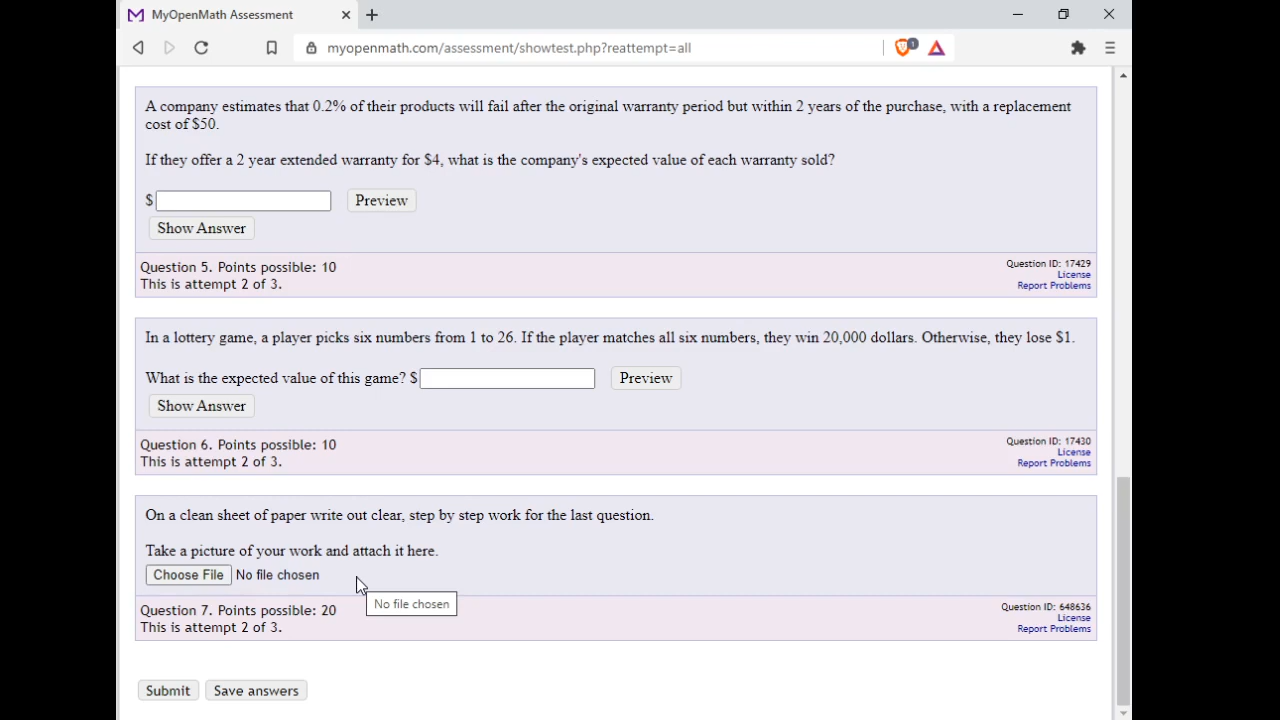 MyOpenMath Assessment
myopenmath.com/assessment/showtest.php?reattempt=all
1
A company estimates that 0.2% of their products will fail after the original warranty period but within 2 years of the purchase, with a replacement
cost of $50.
If they offer a 2 year extended warranty for $4, what is the company's expected value of each warranty sold?
$ Preview
Show Answer
Question 5. Points possible: 10
This is attempt 2 of 3.
Question ID: 17429
License
Report Problems
In a lottery game, a player picks six numbers from 1 to 26. If the player matches all six numbers, they win 20,000 dollars. Otherwise, they lose $1.
What is the expected value of this game? $ Preview
Show Answer
Question 6. Points possible: 10
This is attempt 2 of 3.
Question ID: 17430
License
Report Problems
On a clean sheet of paper write out clear, step by step work for the last question.
Take a picture of your work and attach it here.
Choose File No file chosen
No file chosen
Question 7. Points possible: 20
This is attempt 2 of 3.
Question ID: 648636
License
Report Problems
Submit Save answers